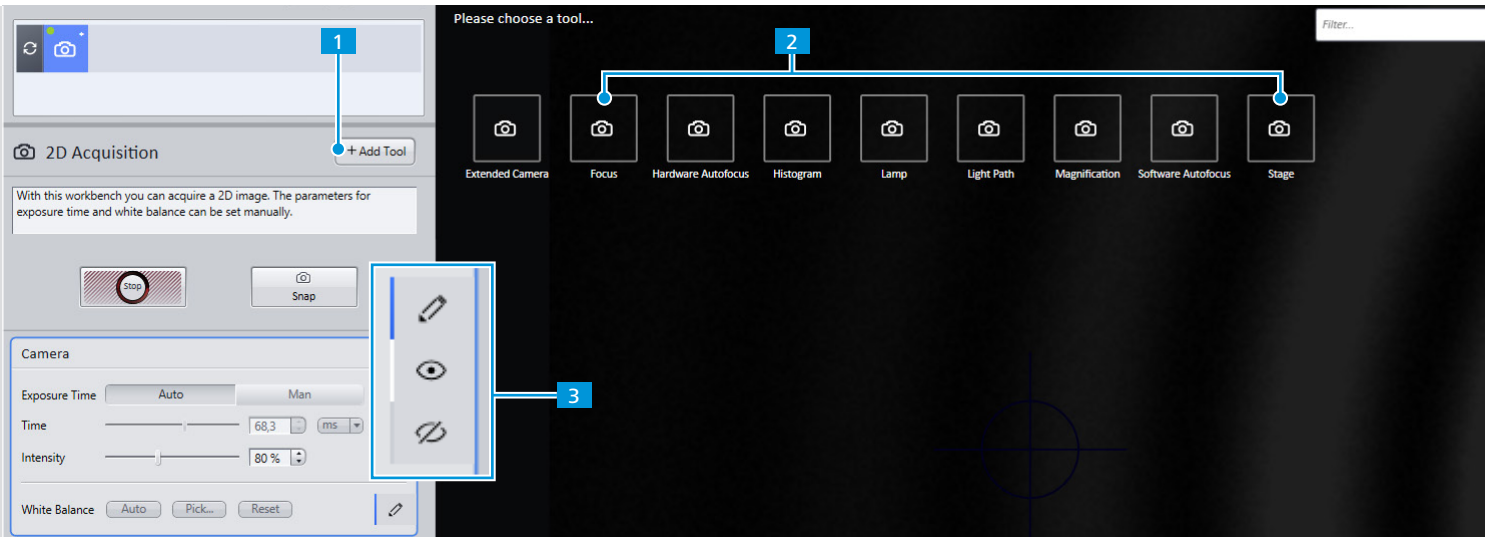 Please choose a tool...
Filter...
1
2
2D Acquisition
+ Add Tool
Extended Camera
Focus
Hardware Autofocus
Histogram
Lamp
Light Path
Magnification
Software Autofocus
Stage
With this workbench you can acquire a 2D image. The parameters for
exposure time and white balance can be set manually.
Stop
Snap
Camera
Exposure Time Auto Man
3
Time 68,3 ms
Intensity 80 %
White Balance Auto Pick... Reset